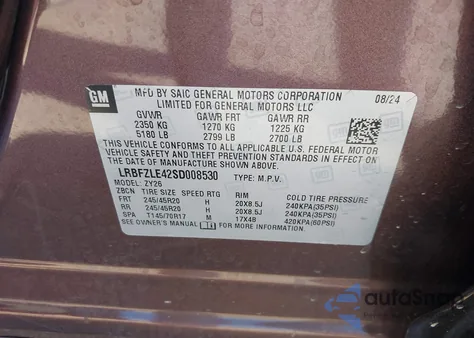 GM
MFD BY SAIC GENERAL MOTORS CORPORATION
LIMITED FOR GENERAL MOTORS LLC
08/24
GVWR GAWR FRT GAWR RR
2350 KG 1270 KG 1225 KG
5180 LB 2799 LB 2700 LB
THIS VEHICLE CONFORMS TO ALL APPLICABLE U.S. FEDERAL MOTOR
VEHICLE SAFETY, BUMPER, AND THEFT PREVENTION STANDARDS IN
EFFECT ON THE DATE OF MANUFACTURE SHOWN ABOVE.
LRBFZLE42SD008530 TYPE: M.P.V.
MODEL: ZY26
ZBN TIRE SIZE SPEED RTG RIM COLD TIRE PRESSURE
FRT 245/45R20 H 20X8.5J 240KPA(35PSI)
RR 245/45R20 H 20X8.5J 240KPA(35PSI)
SPA T145/70R17 M 17X4B 420KPA(60PSI)
SEE OWNER'S MANUAL FOR MORE INFORMATION